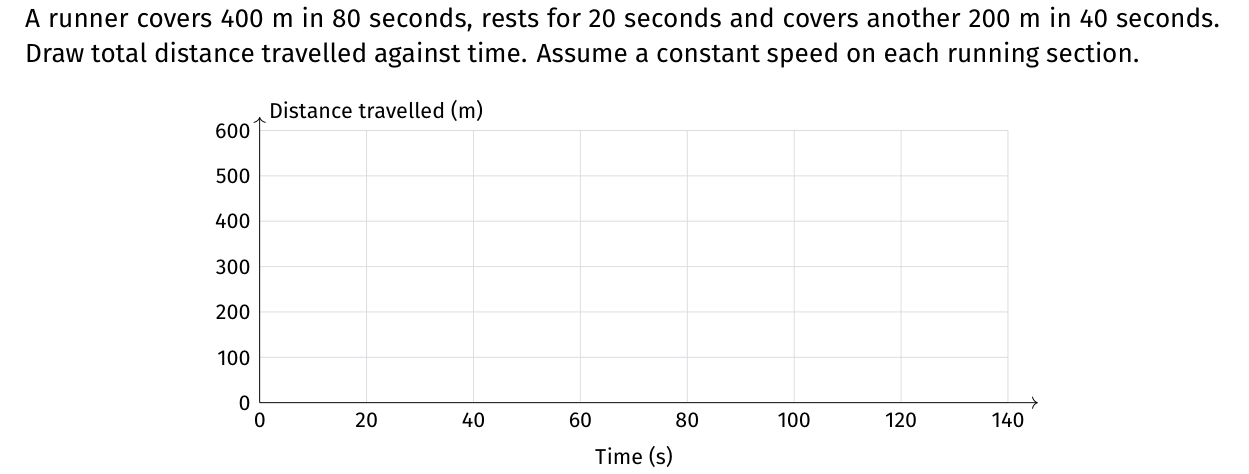 A runner covers 400 m in 80 seconds, rests for 20 seconds and covers another 200 m in 40 seconds.
Draw total distance travelled against time. Assume a constant speed on each running section.
Distance travelled (m)
600
500
400
300
200
100
0
0 20 40 60 80 100 120 140
Time (s)